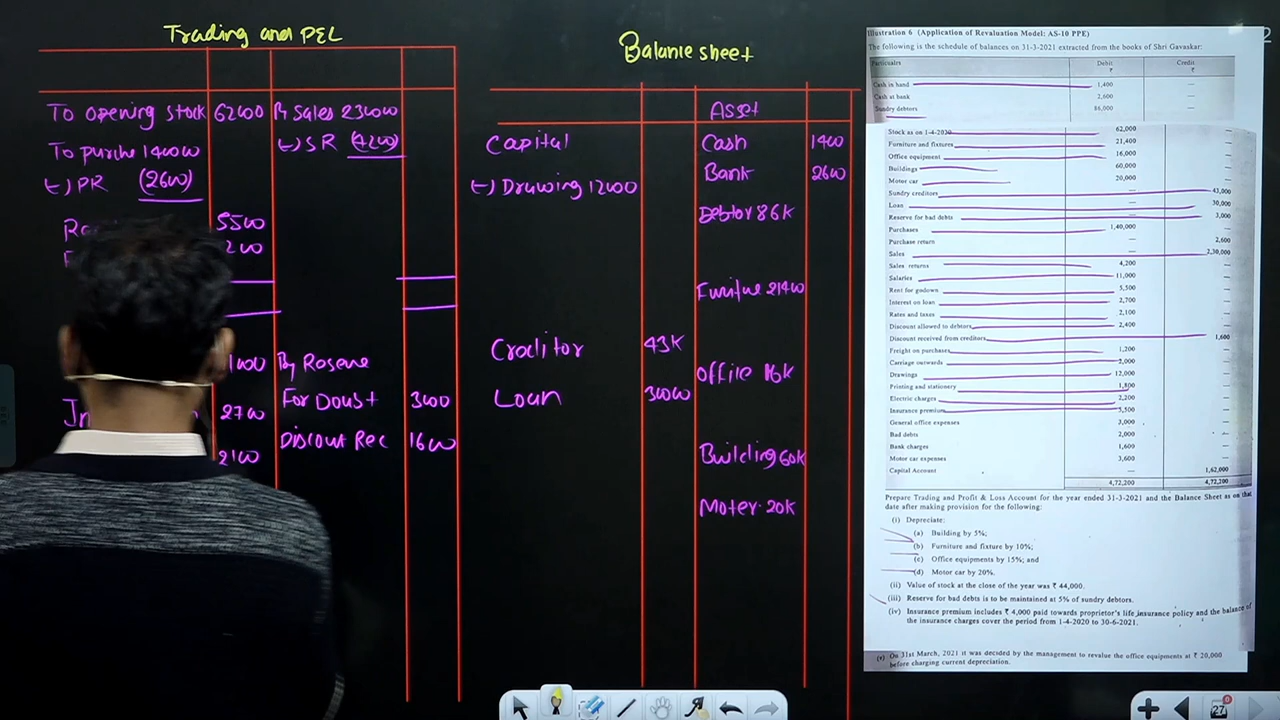 Trading and P&L
To opening stock 62000 By Sales 230000
(-) SR (4200)
To purche 140000
(-) PR (2600)
5500
200
By Reserve
For Doubt 3000
2700
Discout Rec 1600
2100
Balance sheet
Asset
Capital Cash 1400
(-) Drawing 12000 Bank 2600
Debtor 86k
Furnitue 21400
Creditor 43K
Office 16k
Loan 30000
Building 60k
Moter 20k
Illustration 6 (Application of Revaluation Model: AS-10 PPE)
The following is the schedule of balances on 31-3-2021 extracted from the books of Shri Gavaskar:
Particulars Debit Credit
₹ ₹
Cash in hand 1,400 —
Cash at bank 2,600 —
Sundry debtors 86,000 —
Stock as on 1-4-2020 62,000 —
Furniture and fixtures 21,400 —
Office equipment 16,000 —
Buildings 60,000 —
Motor car 20,000 —
Sundry creditors — 43,000
Loan — 30,000
Reserve for bad debts — 3,000
Purchases 1,40,000 —
Purchase return — 2,600
Sales — 2,30,000
Sales returns 4,200 —
Salaries 11,000 —
Rent for godown 5,500 —
Interest on loan 2,700 —
Rates and taxes 2,100 —
Discount allowed to debtors 2,400 —
Discount received from creditors — 1,600
Freight on purchases 1,200 —
Carriage outwards 2,000 —
Drawings 12,000 —
Printing and stationery 1,800 —
Electric charges 2,200 —
Insurance premium 5,500 —
General office expenses 3,000 —
Bad debts 2,000 —
Bank charges 1,600 —
Motor car expenses 3,600 —
Capital Account — 1,62,000
4,72,200 4,72,200
Prepare Trading and Profit & Loss Account for the year ended 31-3-2021 and the Balance Sheet as on that
date after making provision for the following:
(i) Depreciate:
(a) Building by 5%;
(b) Furniture and fixture by 10%;
(c) Office equipments by 15%; and
(d) Motor car by 20%.
(ii) Value of stock at the close of the year was ₹ 44,000.
(iii) Reserve for bad debts is to be maintained at 5% of sundry debtors.
(iv) Insurance premium includes ₹ 4,000 paid towards proprietor's life insurance policy and the balance of
the insurance charges cover the period from 1-4-2020 to 30-6-2021.
(v) On 31st March, 2021 it was decided by the management to revalue the office equipments at ₹ 20,000
before charging current depreciation.